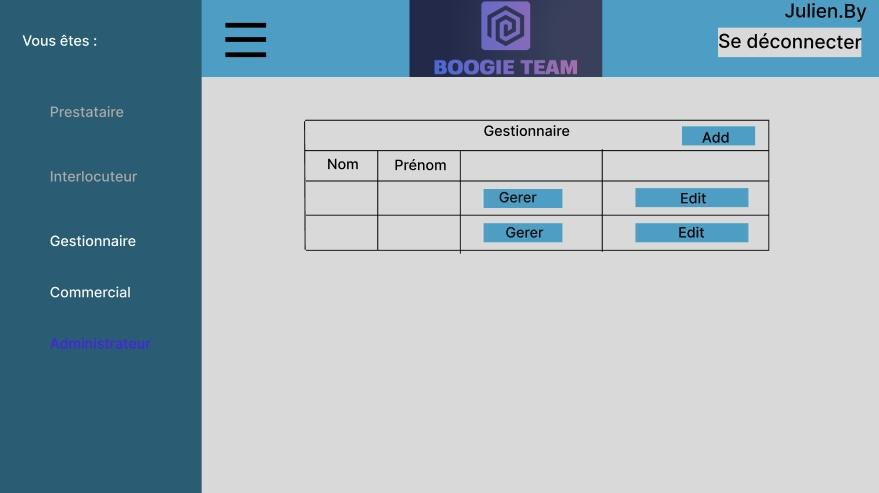 Vous êtes :
Prestataire
Interlocuteur
Gestionnaire
Commercial
Administrateur
BOOGIE TEAM
Julien.By
Se déconnecter
Gestionnaire Add
Nom Prénom
Gerer Edit
Gerer Edit